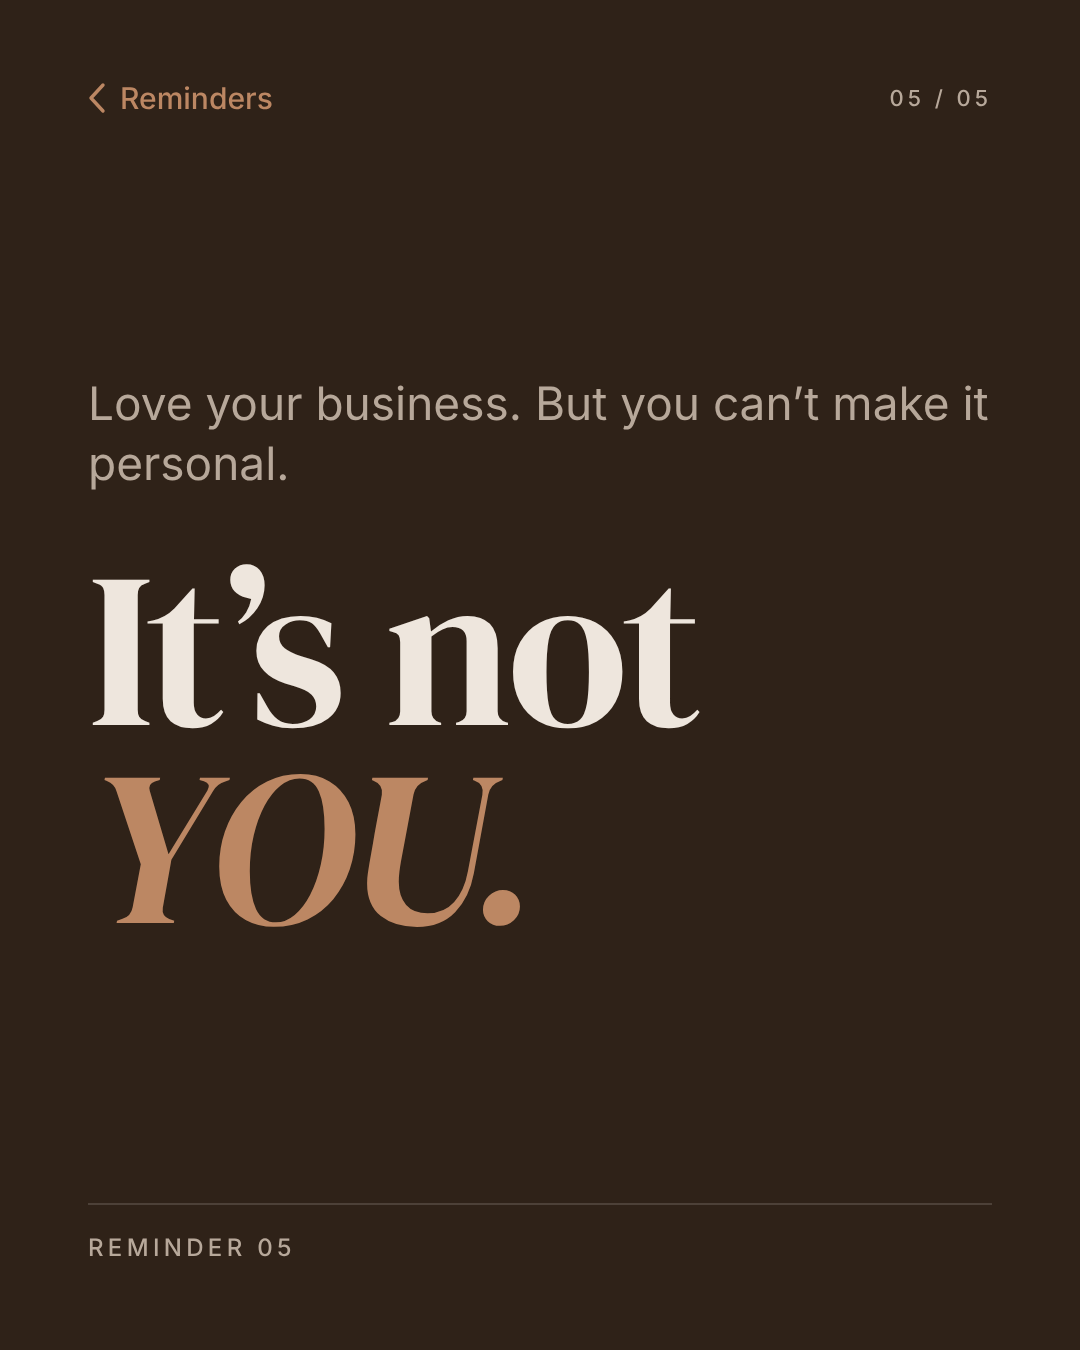 Reminders
05 / 05
Love your business. But you can’t make it
personal.
It’s not
YOU.
REMINDER 05